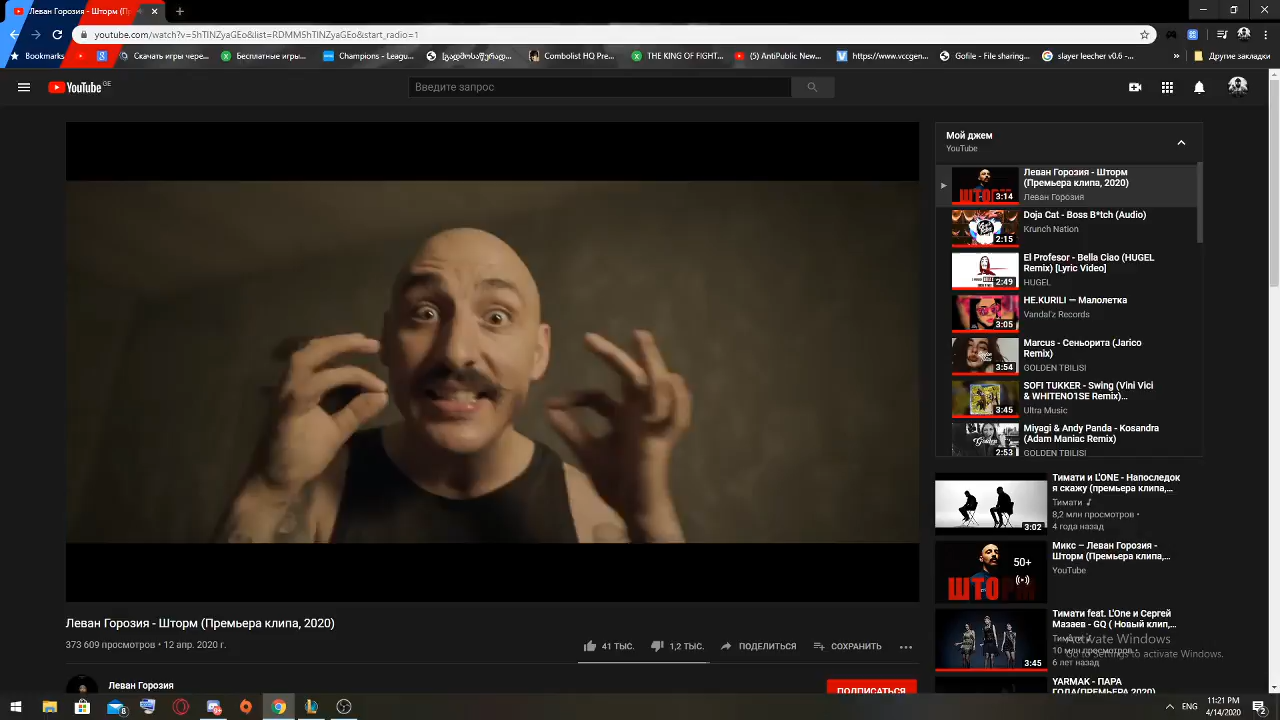 Леван Горозия - Шторм (П
youtube.com/watch?v=5hTINZyaGEo&list=RDMM5hTINZyaGEo&start_radio=1
Bookmarks
Скачать игры чере...
Бесплатные игры...
Champions - Leagu...
Combolist HQ Pre...
THE KING OF FIGHT...
(5) AntiPublic New...
https://www.vccgen...
Gofile - File sharing...
slayer leecher v0.6 -...
»
Другие закладки
YouTube GE
Введите запрос
Мой джем
YouTube
Леван Горозия - Шторм
(Премьера клипа, 2020)
Леван Горозия
3:14
Doja Cat - Boss B*tch (Audio)
Krunch Nation
2:15
El Profesor - Bella Ciao (HUGEL
Remix) [Lyric Video]
HUGEL
2:49
HE.KURILI — Малолетка
Vandal'z Records
3:05
Marcus - Сеньорита (Jarico
Remix)
GOLDEN TBILISI
3:54
SOFI TUKKER - Swing (Vini Vici
& WHITENO1SE Remix)...
Ultra Music
3:45
Miyagi & Andy Panda - Kosandra
(Adam Maniac Remix)
GOLDEN TBILISI
2:53
Тимати и L'ONE - Напоследок
я скажу (премьера клипа,...
Тимати
8,2 млн просмотров •
4 года назад
3:02
Микс – Леван Горозия -
Шторм (Премьера клипа,...
YouTube
50+
ШТОРМ
Тимати feat. L'One и Сергей
Мазаев - GQ ( Новый клип,...
Тимати
10 млн просмотров •
6 лет назад
3:45
YARMAK - ПАРА
ГОДА(ПРЕМЬЕРА 2020)
Activate Windows
Go to Settings to activate Windows.
Леван Горозия - Шторм (Премьера клипа, 2020)
373 609 просмотров • 12 апр. 2020 г.
41 ТЫС.
1,2 ТЫС.
ПОДЕЛИТЬСЯ
СОХРАНИТЬ
Леван Горозия
ПОДПИСАТЬСЯ
ENG
11:21 PM
4/14/2020